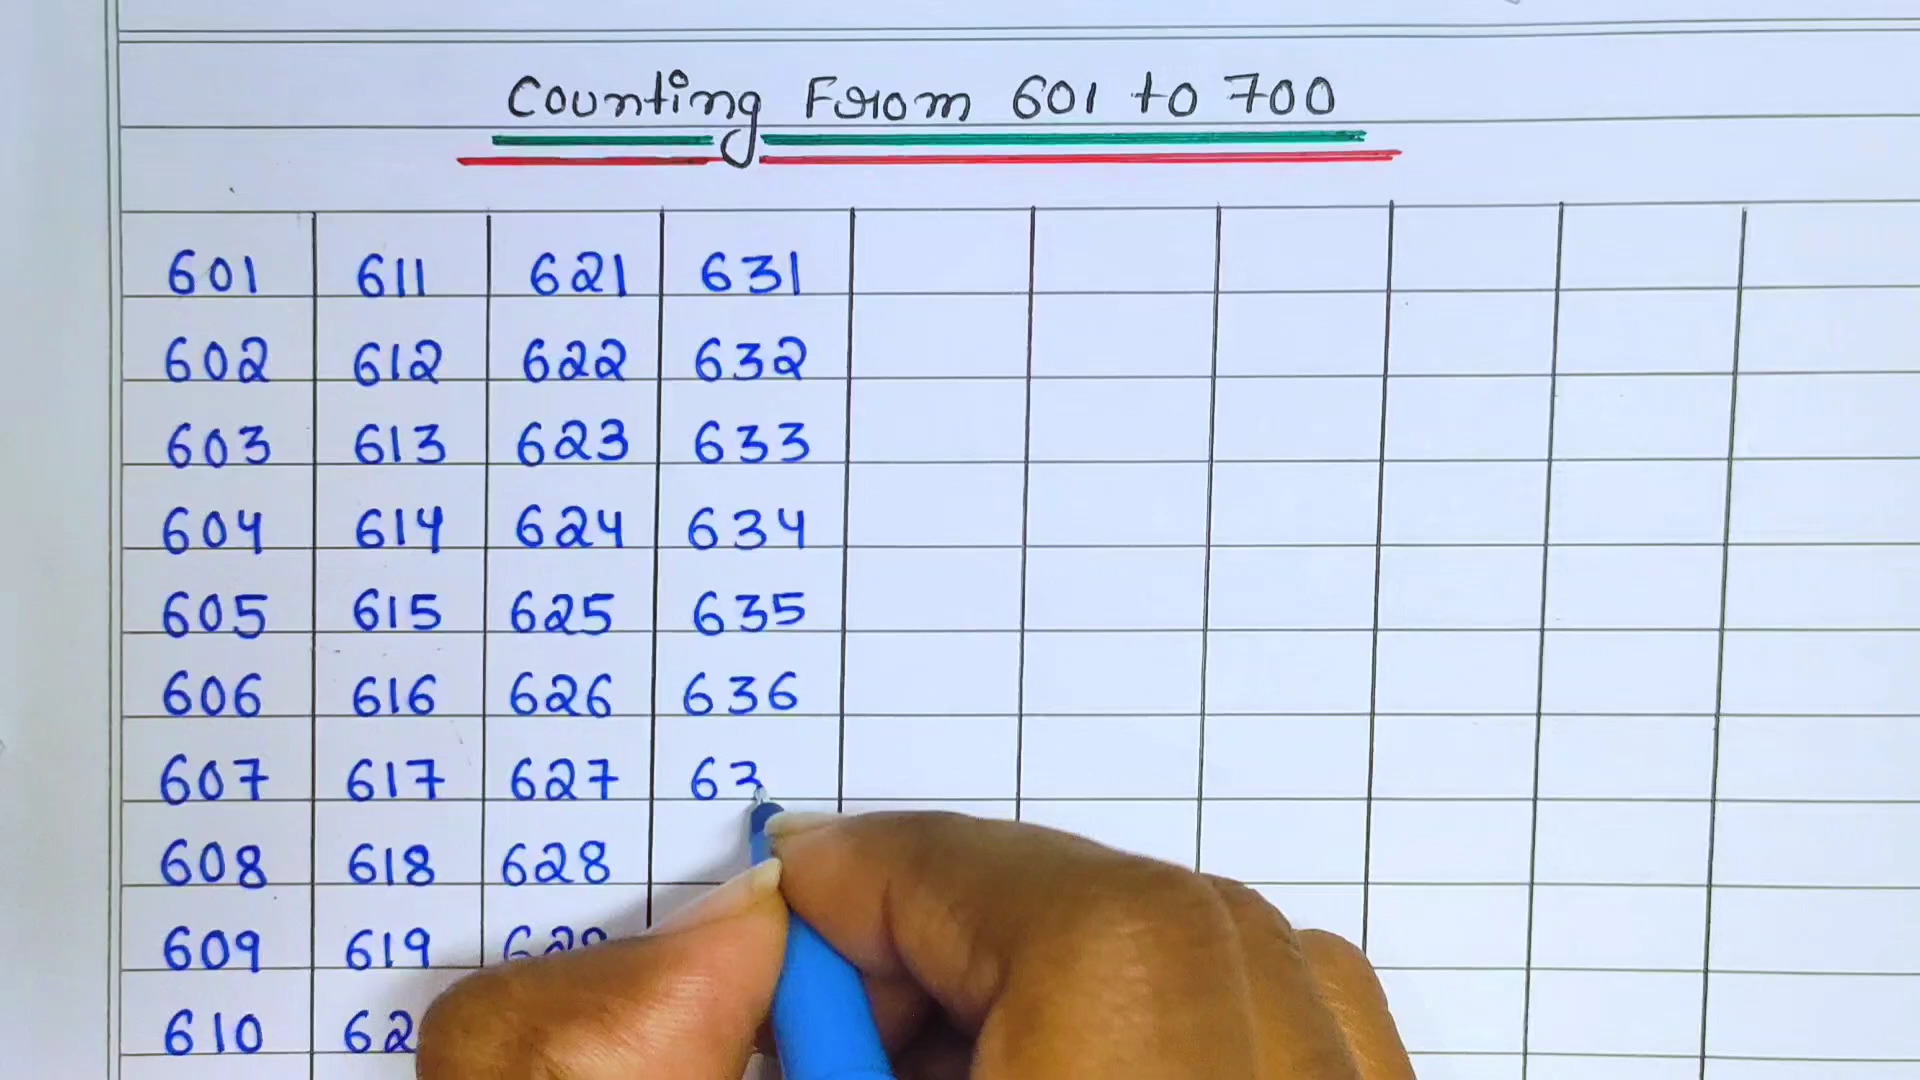 Counting From 601 to 700
601 611 621 631
602 612 622 632
603 613 623 633
604 614 624 634
605 615 625 635
606 616 626 636
607 617 627 63
608 618 628
609 619
610